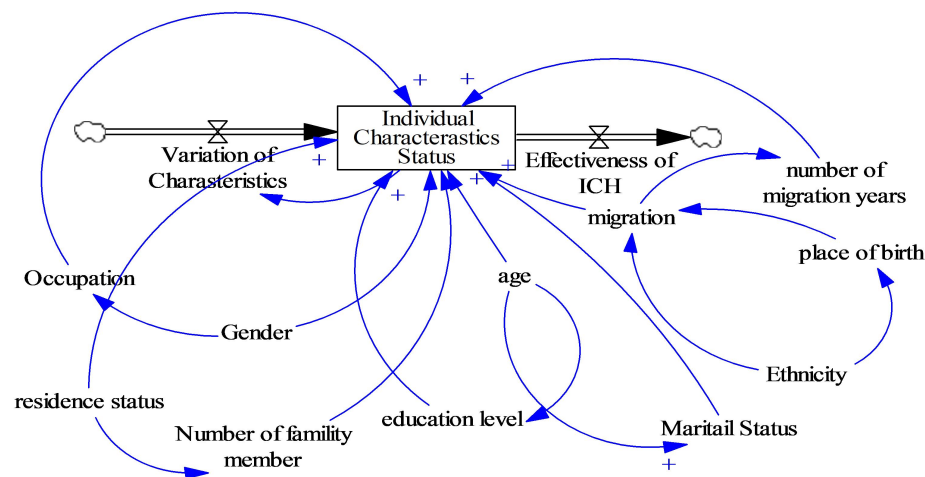 +
+
Individual
Characterastics
Status
Variation of
Charasteristics
+
+
+
+
Effectiveness of
ICH
number of
migration years
migration
place of birth
Occupation
age
Gender
Ethnicity
residence status
education level
Number of famility
member
Maritail Status
+